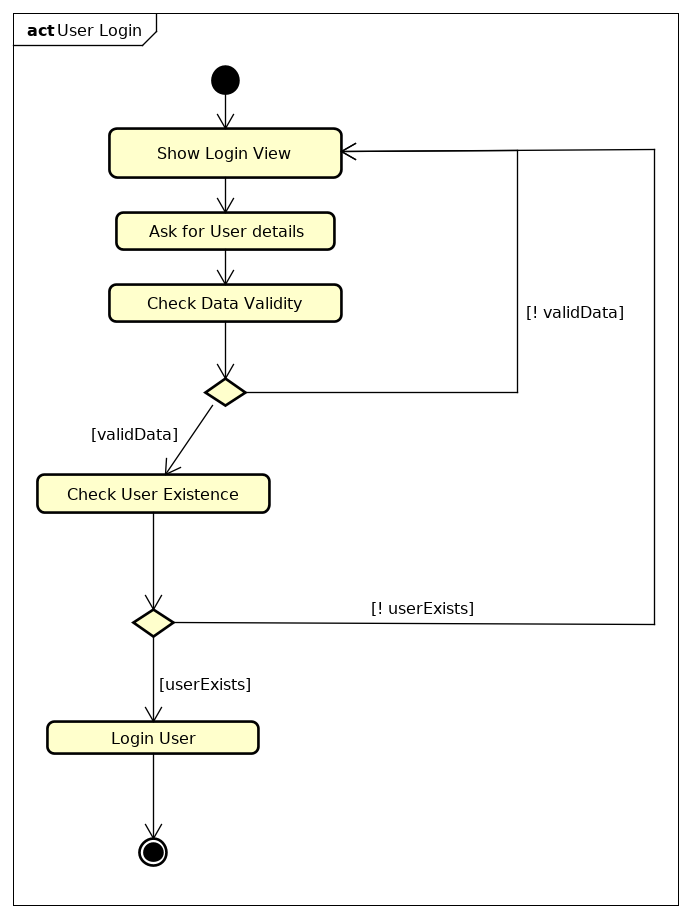 act User Login
Show Login View
Ask for User details
Check Data Validity
[! validData]
[validData]
Check User Existence
[! userExists]
[userExists]
Login User